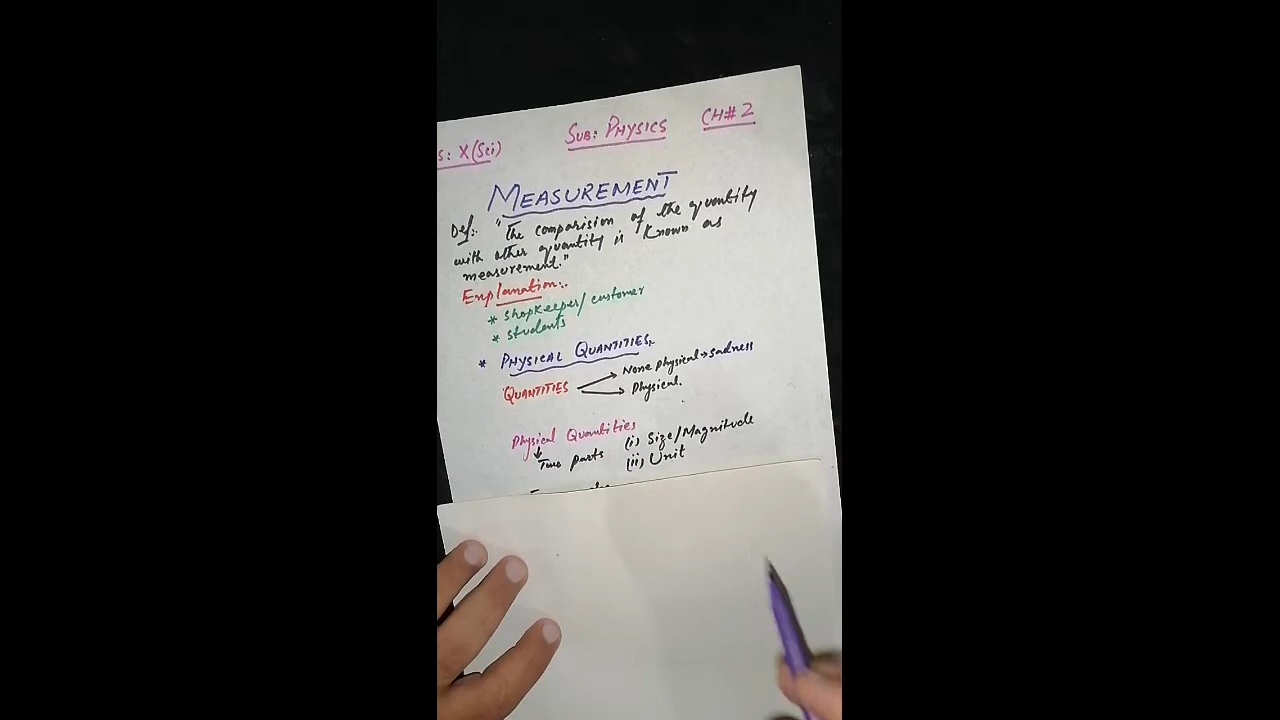 s: X(Sci) SUB: PHYSICS CH#2
MEASUREMENT
Def:. "The comparision of the quantity
with other quantity is known as
measurement."
Explanation:.
* Shopkeeper/customer
* Students
* PHYSICAL QUANTITIES:.
None physical → sadness
QUANTITIES
Physical.
Physical Quantities
(i) Size/Magnitude
↓ Two parts
(ii) Unit